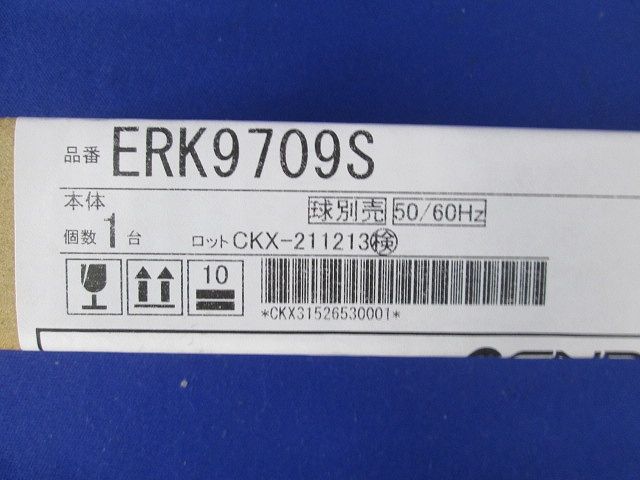 品番 ERK9709S
本体
球別売 50/60Hz
個数 1 台 ロット CKX-211213 検
10
*CKX31526530001*